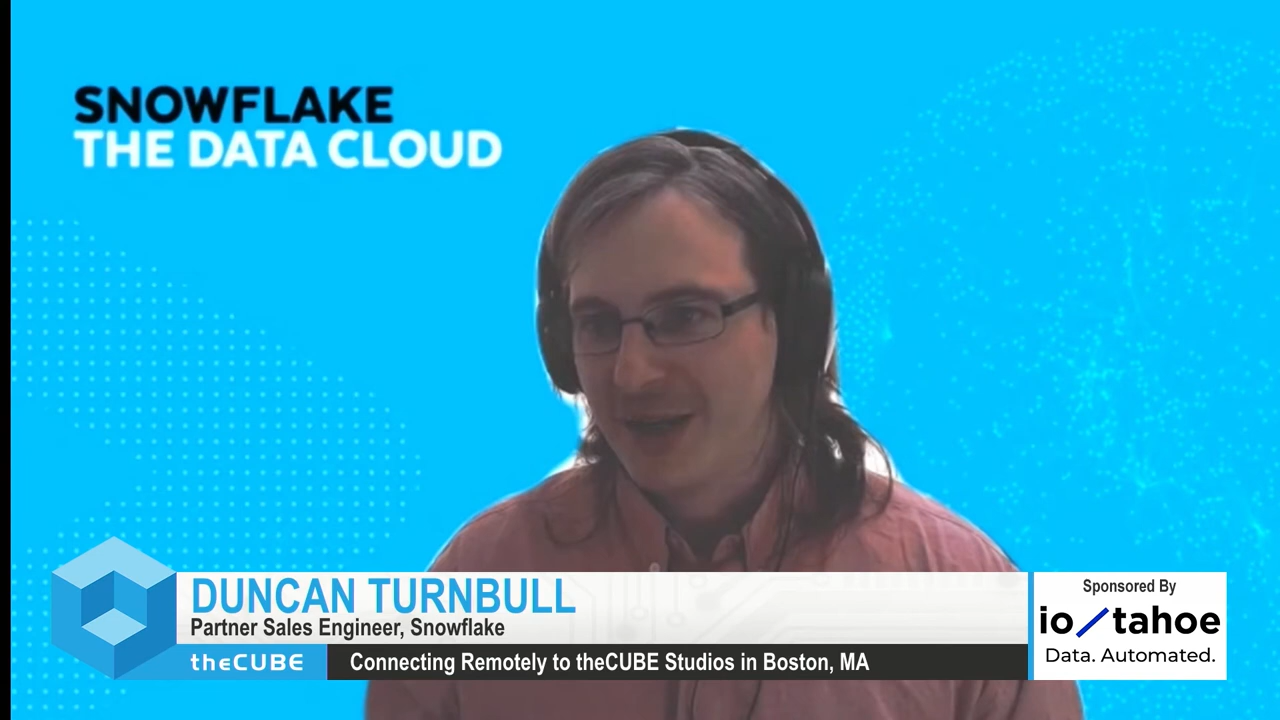 SNOWFLAKE
THE DATA CLOUD
DUNCAN TURNBULL
Partner Sales Engineer, Snowflake
theCUBE
Connecting Remotely to theCUBE Studios in Boston, MA
Sponsored By
io/tahoe
Data. Automated.